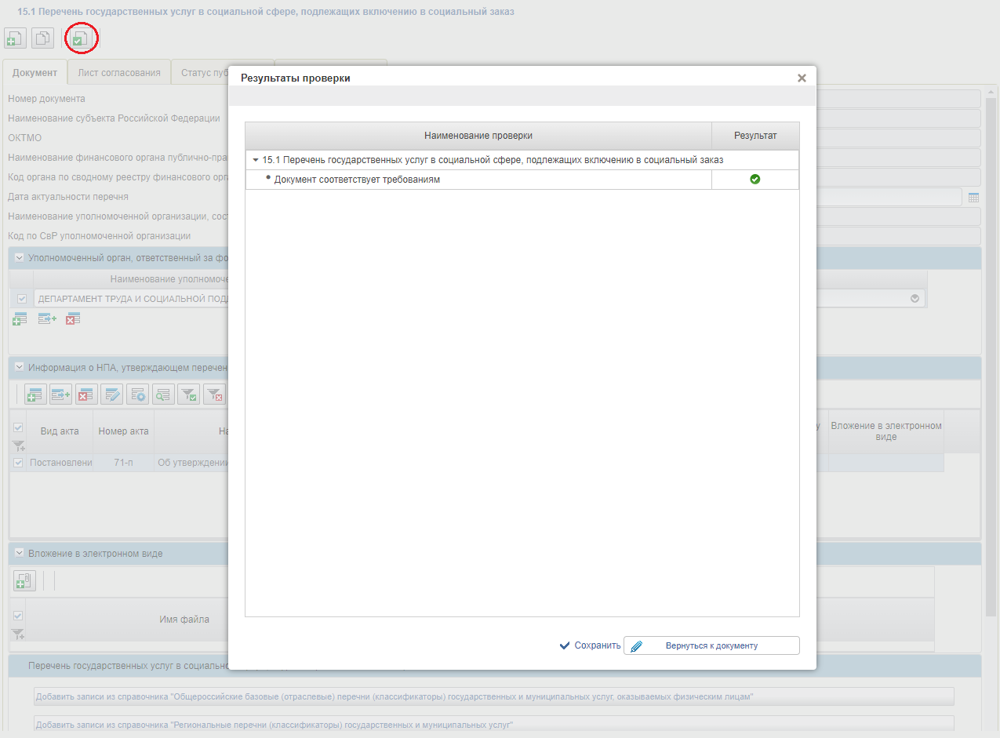 15.1 Перечень государственных услуг в социальной сфере, подлежащих включению в социальный заказ
Документ
Лист согласования
Статус пуб
Результаты проверки
Номер документа
Наименование субъекта Российской Федерации
ОКТМО
Наименование финансового органа публично-пра
Код органа по сводному реестру финансового орг
Дата актуальности перечня
Наименование уполномоченной организации, сос
Код по СвР уполномоченной организации
Наименование проверки
Результат
15.1 Перечень государственных услуг в социальной сфере, подлежащих включению в социальный заказ
Документ соответствует требованиям
Уполномоченный орган, ответственный за фо
Наименование уполномоче
ДЕПАРТАМЕНТ ТРУДА И СОЦИАЛЬНОЙ ПОДД
Информация о НПА, утверждающем перечен
Вид акта
Номер акта
На
у
Вложение в электронном
виде
Постановлени
71-п
Об утверждении
Вложение в электронном виде
Имя файла
Сохранить
Вернуться к документу
Перечень государственных услуг в социально
Добавить записи из справочника "Общероссийские базовые (отраслевые) перечни (классификаторы) государственных и муниципальных услуг, оказываемых физическим лицам"
Добавить записи из справочника "Региональные перечни (классификаторы) государственных и муниципальных услуг"